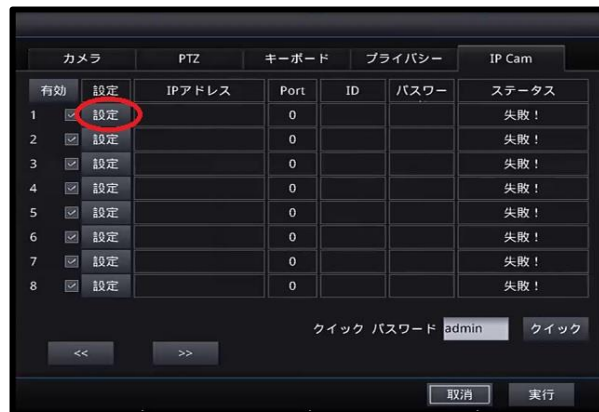 カメラ PTZ キーボード プライバシー IP Cam
有効 設定 IPアドレス Port ID パスワー ステータス
1 設定 0 失敗！
2 設定 0 失敗！
3 設定 0 失敗！
4 設定 0 失敗！
5 設定 0 失敗！
6 設定 0 失敗！
7 設定 0 失敗！
8 設定 0 失敗！
クイック パスワード admin クイック
<< >>
取消 実行